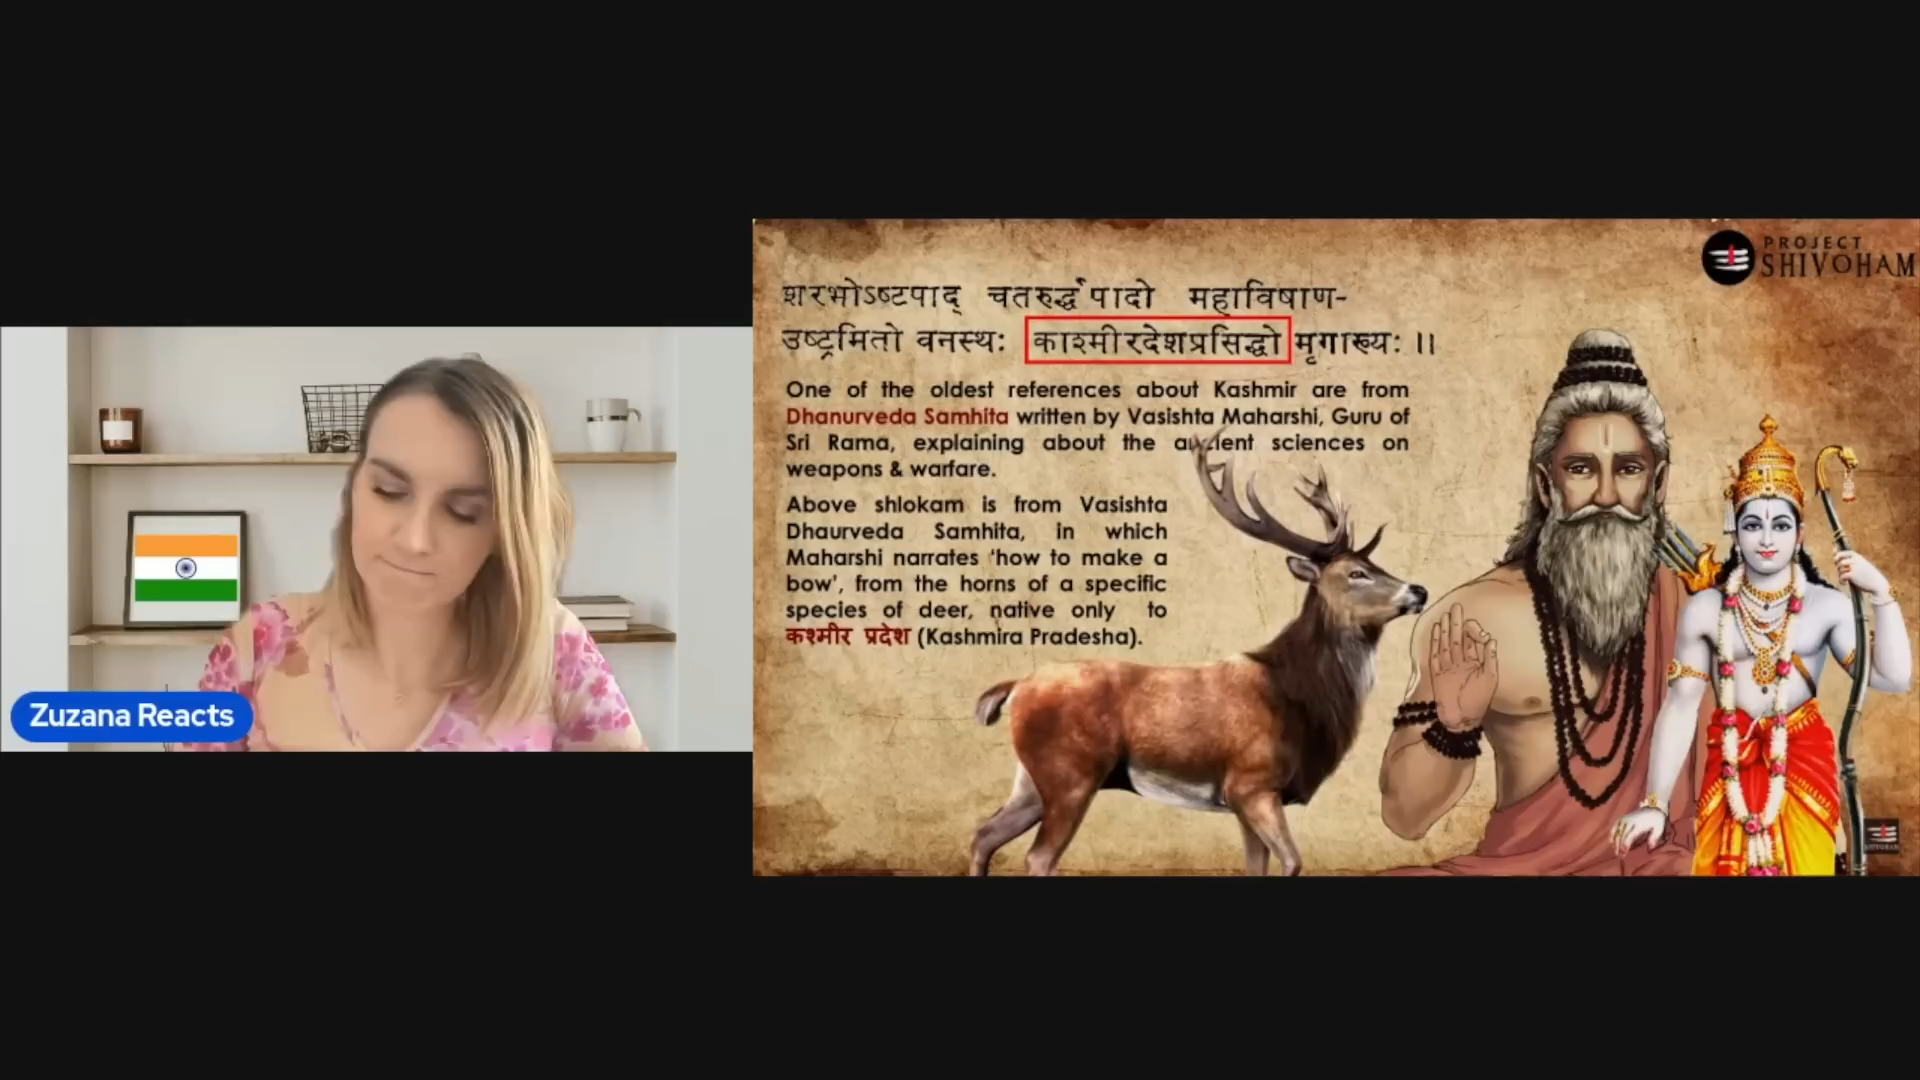 PROJECT
SHIVOHAM
शरभोऽष्टपाद् चतरुर्द्ध्वपादो महाविषाण-
उष्ट्रमितो वनस्थः काश्मीरदेशप्रसिद्धो मृगाख्यः ।।
One of the oldest references about Kashmir are from
Dhanurveda Samhita written by Vasishta Maharshi, Guru of
Sri Rama, explaining about the ancient sciences on
weapons & warfare.
Above shlokam is from Vasishta
Dhaurveda Samhita, in which
Maharshi narrates 'how to make a
bow', from the horns of a specific
species of deer, native only to
कश्मीर प्रदेश (Kashmira Pradesha).
Zuzana Reacts